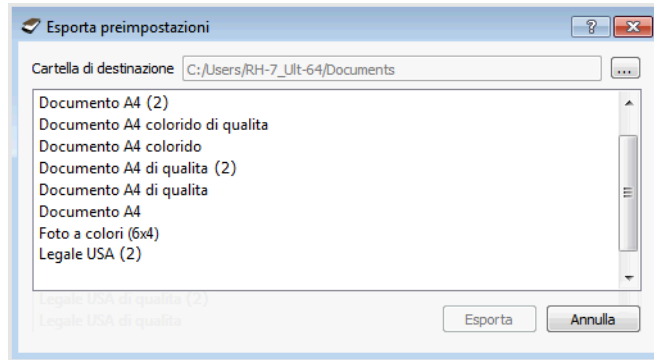 Esporta preimpostazioni
Cartella di destinazione C:/Users/RH-7_Ult-64/Documents ...
Documento A4 (2)
Documento A4 colorido di qualita
Documento A4 colorido
Documento A4 di qualita (2)
Documento A4 di qualita
Documento A4
Foto a colori (6x4)
Legale USA (2)
Legale USA di qualita (2)
Legale USA di qualita
Esporta Annulla